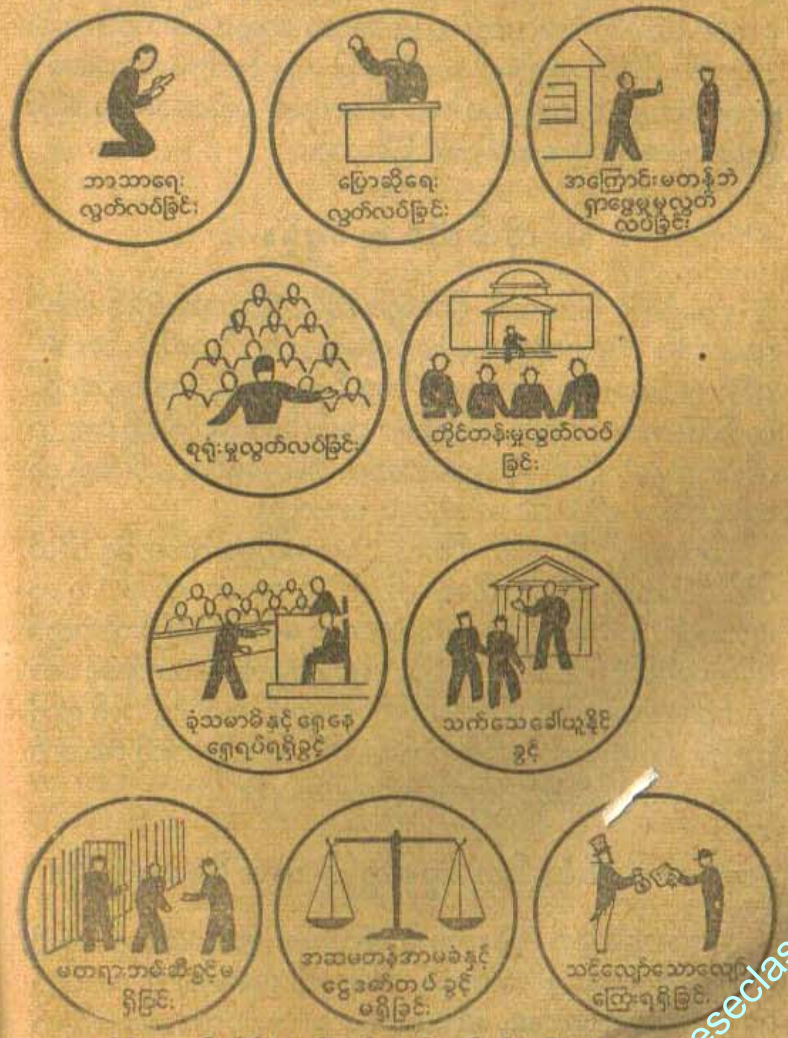 ဘာသာရေး
လွတ်လပ်ခြင်း
ပြောဆိုရေး
လွတ်လပ်ခြင်း
အကြောင်းမတန်ဘဲ
ရှာဖွေမှုမှလွတ်
လပ်ခြင်း
စုရုံးမှုလွတ်လပ်ခြင်း
တိုင်တန်းမှုလွတ်လပ်
ခြင်း
ခုံသမာဓိနှင့် ရှေ့နေ
ရှေ့ရပ်ရရှိခွင့်
သက်သေခေါ်ယူနိုင်
ခွင့်
မတရားဘမ်းဆီးခွင့်မ
ရှိခြင်း
အဆမတန်အာမခံနှင့်
ငွေဒဏ်တပ်ခွင့်
မရှိခြင်း
သင့်လျော်သောလျော်
ကြေးရရှိခြင်း